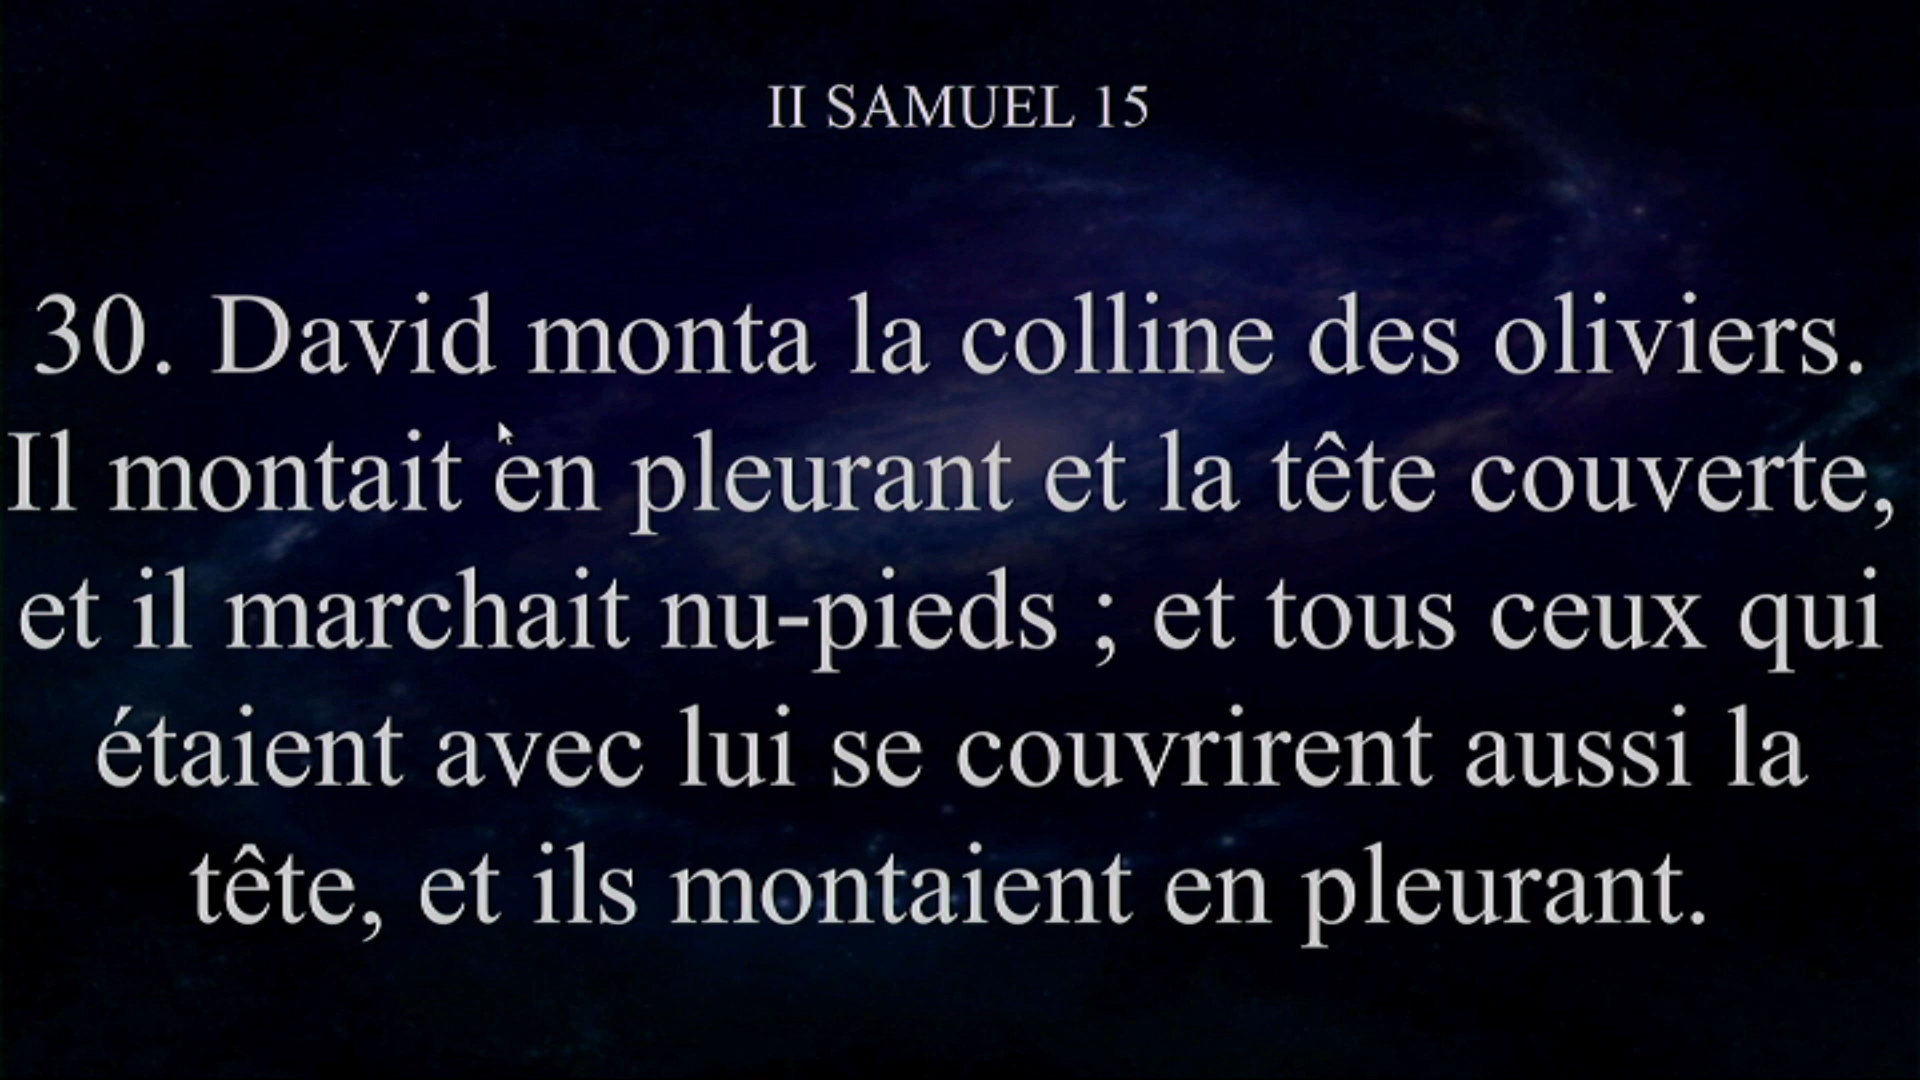 II SAMUEL 15
30. David monta la colline des oliviers.
Il montait en pleurant et la tête couverte,
et il marchait nu-pieds ; et tous ceux qui
étaient avec lui se couvrirent aussi la
tête, et ils montaient en pleurant.